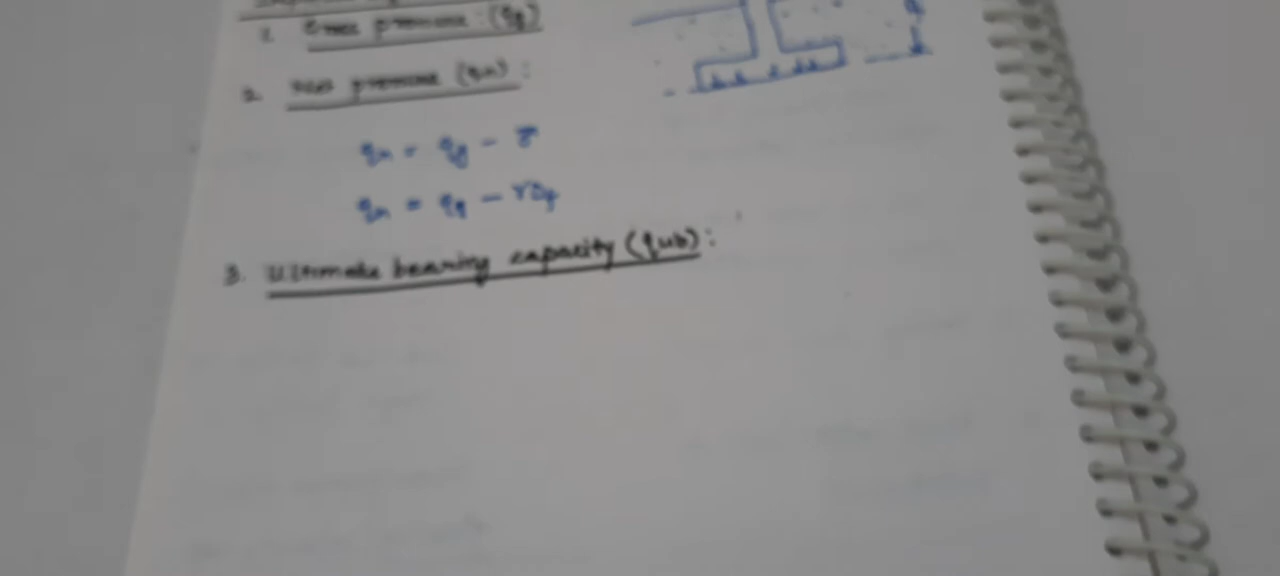 1. Gross pressure : (qg)
2. Net pressure (qn) :
qn = qg - σ̅
qn = qg - γDf
3. Ultimate bearing capacity (qub) :